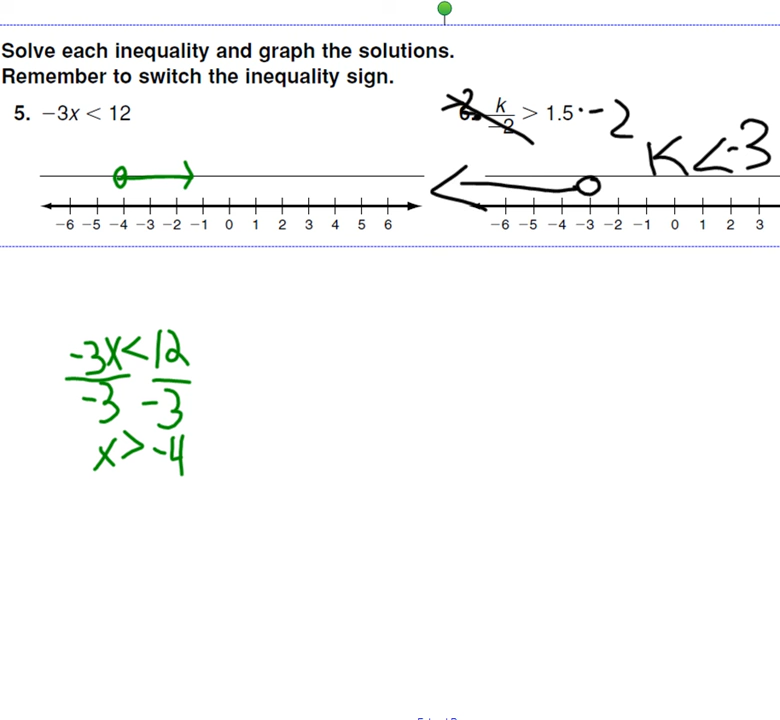 Solve each inequality and graph the solutions.
Remember to switch the inequality sign.
5. −3x < 12
k/−2 > 1.5 · −2
K < -3
−6 −5 −4 −3 −2 −1 0 1 2 3 4 5 6
−6 −5 −4 −3 −2 −1 0 1 2 3
-3x < 12
-3 -3
x > -4